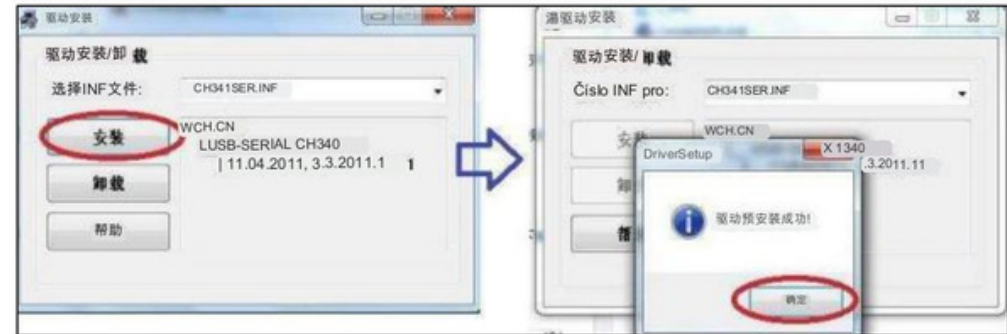 驱动安装
驱动安装/卸 载
选择INF文件:
CH341SER.INF
安装
WCH.CN
LUSB-SERIAL CH340
| 11.04.2011, 3.3.2011.1 1
卸载
帮助
湯驱动安装
驱动安装/ 卸载
Číslo INF pro:
CH341SER.INF
WCH.CN
DriverSetup
X 1340
.3.2011.11
驱动预安装成功!
确定